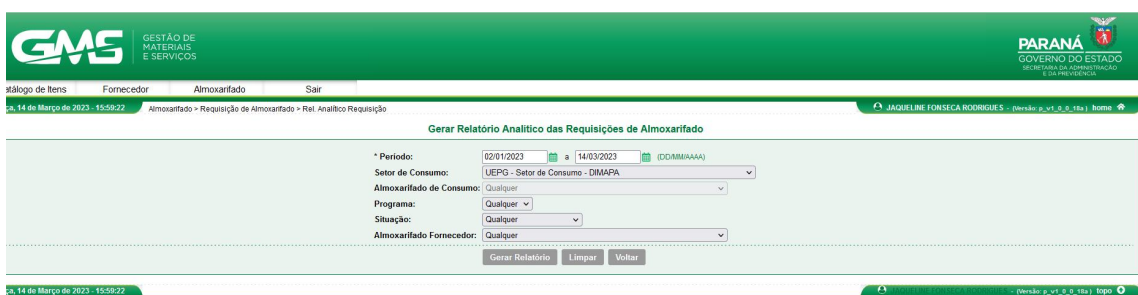 GMS GESTÃO DE
MATERIAIS
E SERVIÇOS
PARANÁ
GOVERNO DO ESTADO
SECRETARIA DA ADMINISTRAÇÃO
E DA PREVIDÊNCIA
atálogo de Itens Fornecedor Almoxarifado Sair
ça, 14 de Março de 2023 - 15:59:22 Almoxarifado > Requisição de Almoxarifado > Rel. Analítico Requisição JAQUELINE FONSECA RODRIGUES - (Versão: p_v1_0_0_18a ) home
Gerar Relatório Analítico das Requisições de Almoxarifado
* Período: 02/01/2023 a 14/03/2023 (DD/MM/AAAA)
Setor de Consumo: UEPG - Setor de Consumo - DIMAPA
Almoxarifado de Consumo: Qualquer
Programa: Qualquer
Situação: Qualquer
Almoxarifado Fornecedor: Qualquer
Gerar Relatório Limpar Voltar
ça, 14 de Março de 2023 - 15:59:22 JAQUELINE FONSECA RODRIGUES - (Versão: p_v1_0_0_18a ) topo